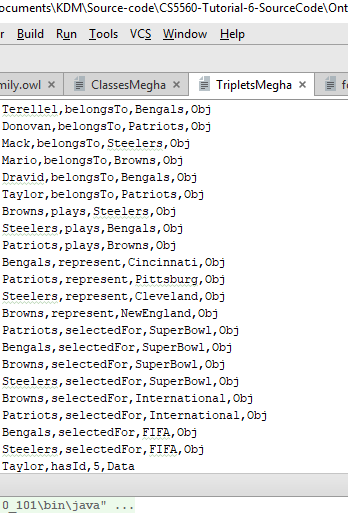 ocuments\KDM\Source-code\CS5560-Tutorial-6-SourceCode\Ont
r Build Run Tools VCS Window Help
mily.owl × ClassesMegha × TripletsMegha × f
Terellel,belongsTo,Bengals,Obj
Donovan,belongsTo,Patriots,Obj
Mack,belongsTo,Steelers,Obj
Mario,belongsTo,Browns,Obj
Dravid,belongsTo,Bengals,Obj
Taylor,belongsTo,Patriots,Obj
Browns,plays,Steelers,Obj
Steelers,plays,Bengals,Obj
Patriots,plays,Browns,Obj
Bengals,represent,Cincinnati,Obj
Patriots,represent,Pittsburg,Obj
Steelers,represent,Cleveland,Obj
Browns,represent,NewEngland,Obj
Patriots,selectedFor,SuperBowl,Obj
Bengals,selectedFor,SuperBowl,Obj
Browns,selectedFor,SuperBowl,Obj
Steelers,selectedFor,SuperBowl,Obj
Browns,selectedFor,International,Obj
Patriots,selectedFor,International,Obj
Bengals,selectedFor,FIFA,Obj
Steelers,selectedFor,FIFA,Obj
Taylor,hasId,5,Data
0_101\bin\java" ...